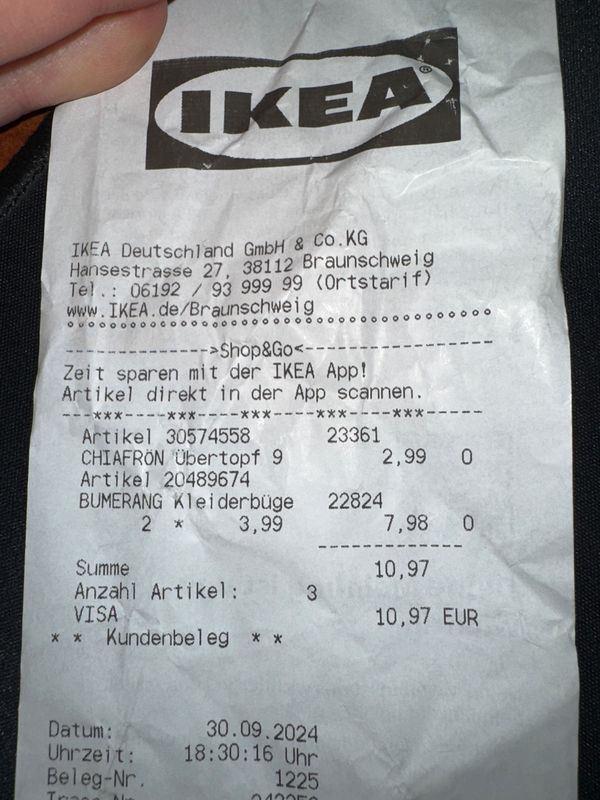 IKEA®
IKEA Deutschland GmbH & Co.KG
Hansestrasse 27, 38112 Braunschweig
Tel.: 06192 / 93 999 99 (Ortstarif)
www.IKEA.de/Braunschweig
°°°°°°°°°°°°°°°°°°°°°°°°°°°°°°°°°°°°°°°
-------------->Shop&Go<------------------
Zeit sparen mit der IKEA App!
Artikel direkt in der App scannen.
----***----***----***----***----***-------
Artikel 30574558 23361
CHIAFRÖN Übertopf 9 2,99 0
Artikel 20489674
BUMERANG Kleiderbüge 22824
2 * 3,99 7,98 0
--------------
Summe 10,97
Anzahl Artikel: 3
VISA 10,97 EUR
* * Kundenbeleg * *
Datum: 30.09.2024
Uhrzeit: 18:30:16 Uhr
Beleg-Nr. 1225